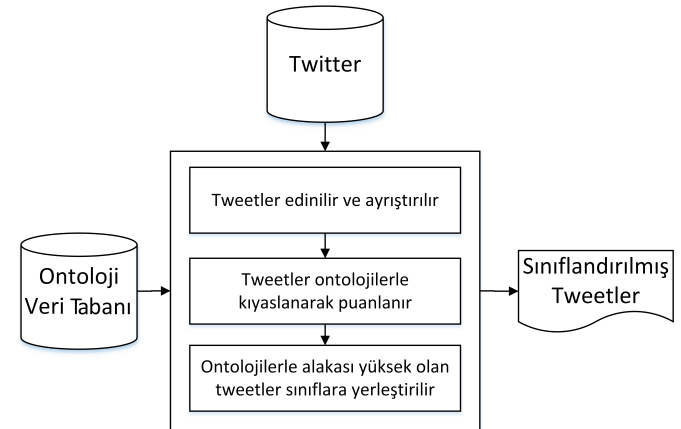 Twitter
Tweetler edinilir ve ayrıştırılır
Ontoloji
Veri Tabanı
Tweetler ontolojilerle
kıyaslanarak puanlanır
Sınıflandırılmış
Tweetler
Ontolojilerle alakası yüksek olan
tweetler sınıflara yerleştirilir